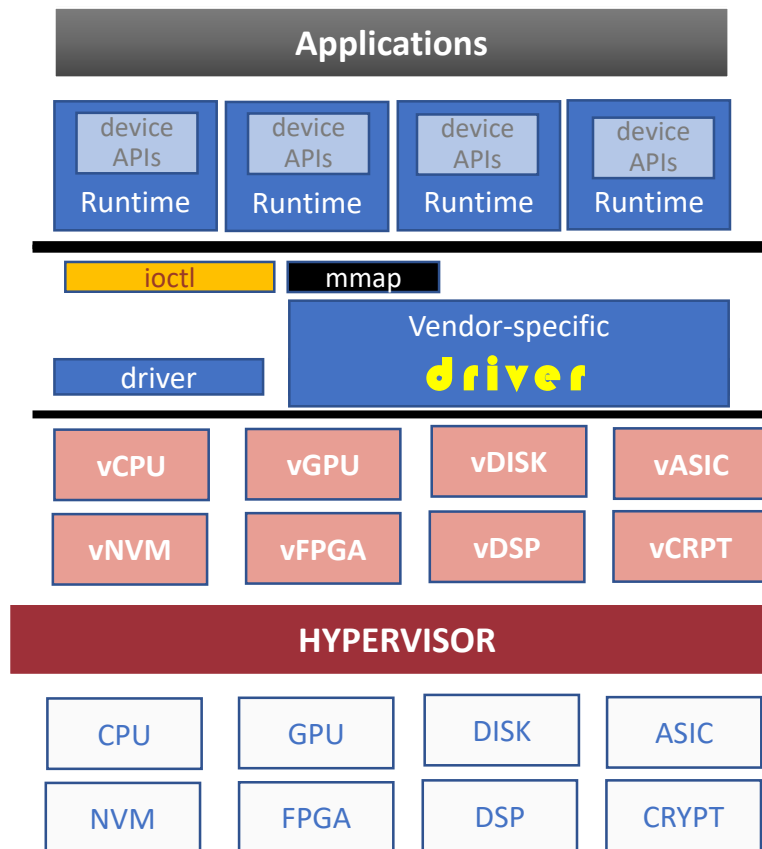 Applications
device
APIs
Runtime
device
APIs
Runtime
device
APIs
Runtime
device
APIs
Runtime
ioctl
mmap
Vendor-specific
driver
driver
vCPU
vGPU
vDISK
vASIC
vNVM
vFPGA
vDSP
vCRPT
HYPERVISOR
CPU
GPU
DISK
ASIC
NVM
FPGA
DSP
CRYPT